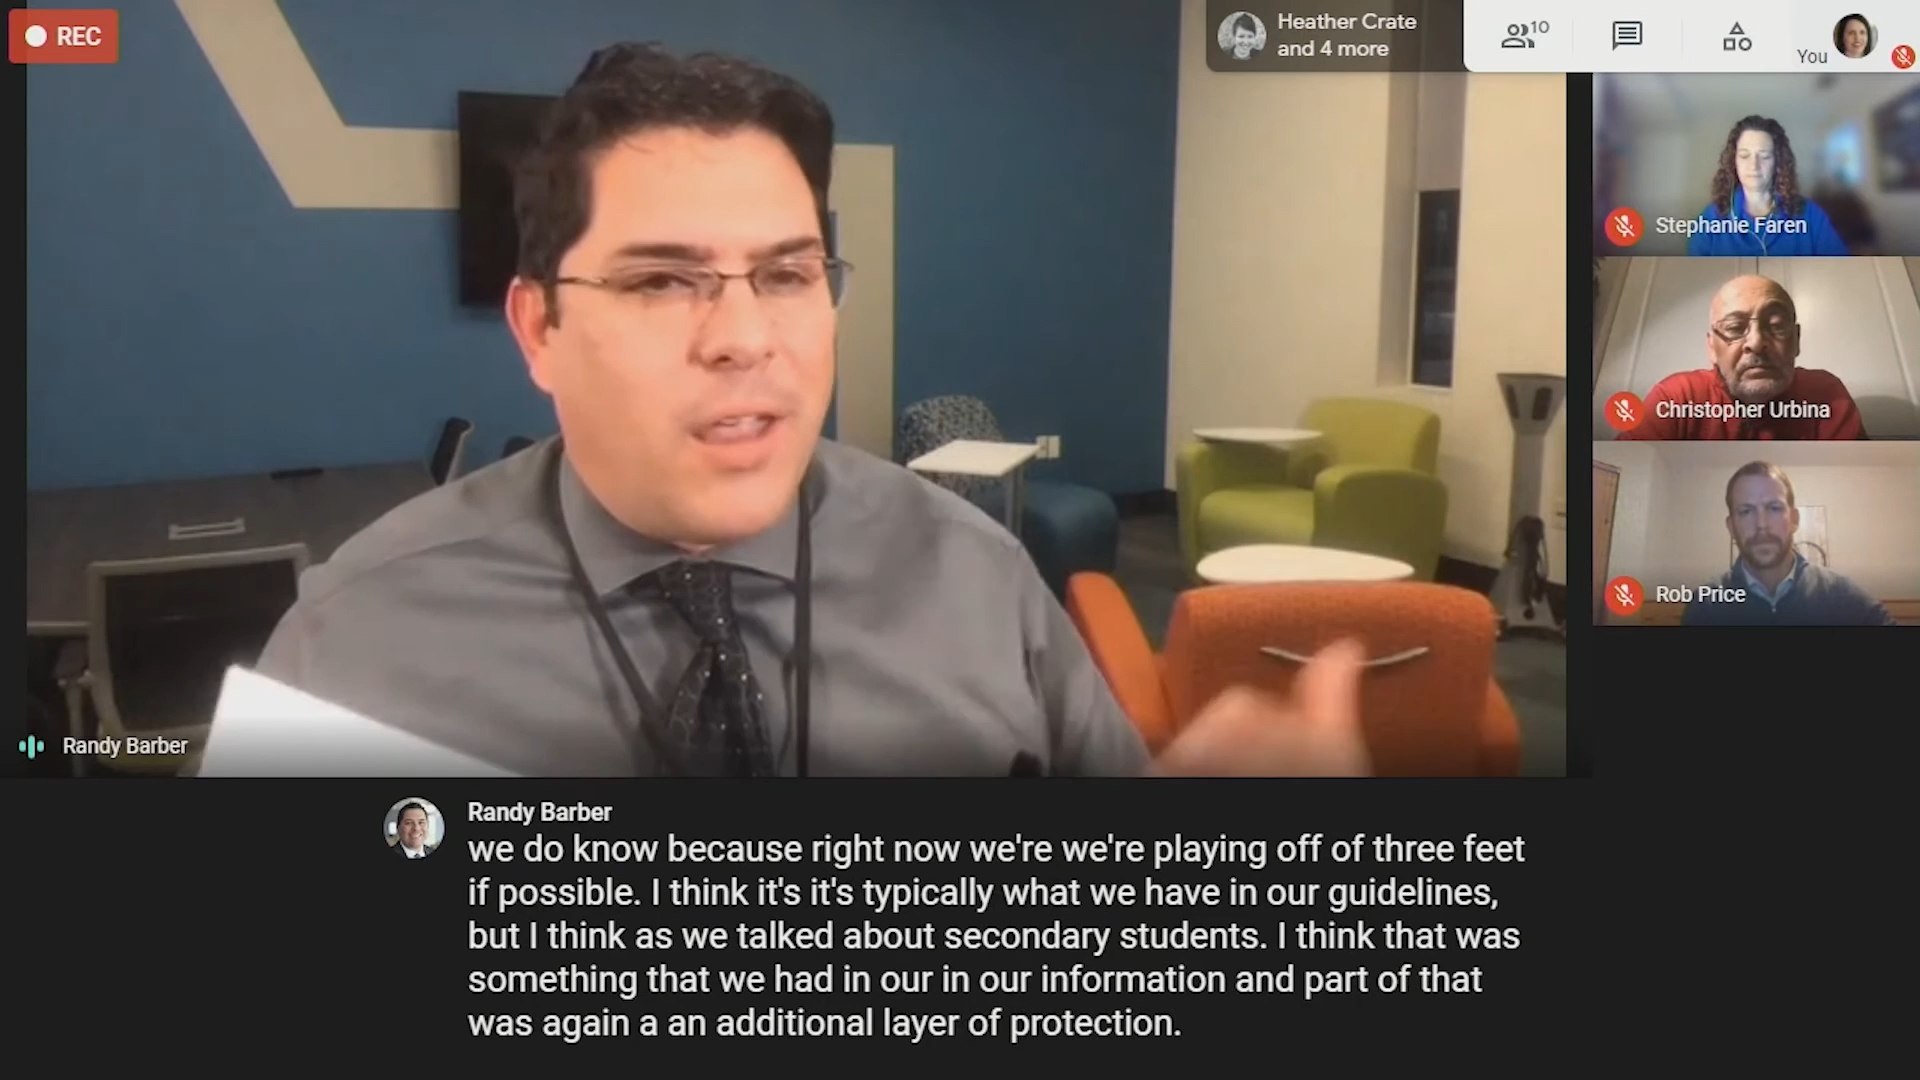 REC
Heather Crate
and 4 more
10
You
Stephanie Faren
Christopher Urbina
Rob Price
Randy Barber
Randy Barber
we do know because right now we're we're playing off of three feet
if possible. I think it's it's typically what we have in our guidelines,
but I think as we talked about secondary students. I think that was
something that we had in our in our information and part of that
was again a an additional layer of protection.